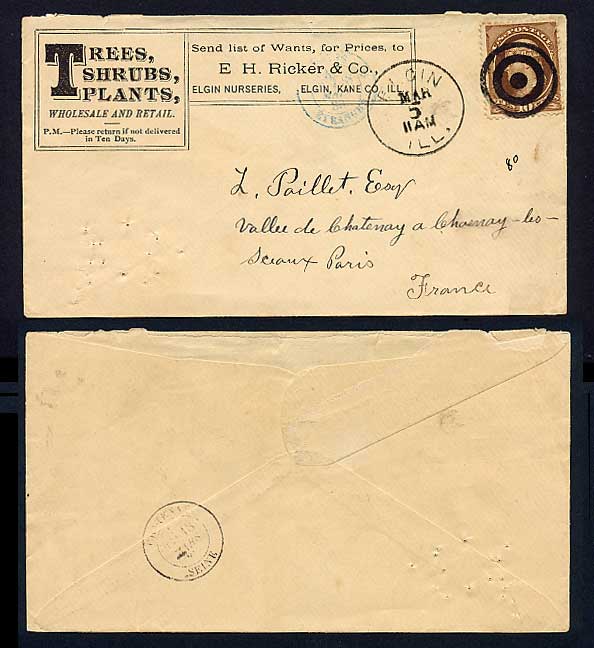 TREES,
SHRUBS,
PLANTS,
WHOLESALE AND RETAIL.
P.M.—Please return if not delivered
in Ten Days.
Send list of Wants, for Prices, to
E. H. Ricker & Co.,
ELGIN NURSERIES, ELGIN, KANE CO., ILL.
ELGIN
MAR
5
11AM
ILL.
80
L. Paillet, Esq
Vallee de Chatenay a Chaenay-les-
Sceaux Paris
France
SEINE